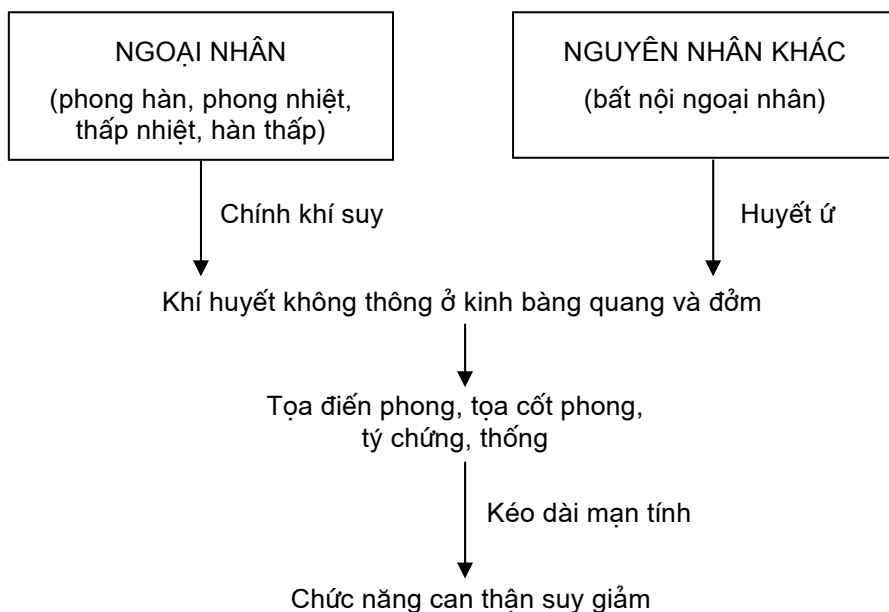 NGOẠI NHÂN
(phong hàn, phong nhiệt,
thấp nhiệt, hàn thấp)
NGUYÊN NHÂN KHÁC
(bất nội ngoại nhân)
Chính khí suy
Huyết ứ
Khí huyết không thông ở kinh bàng quang và đởm
Tọa điến phong, tọa cốt phong,
tý chứng, thống
Kéo dài mạn tính
Chức năng can thận suy giảm